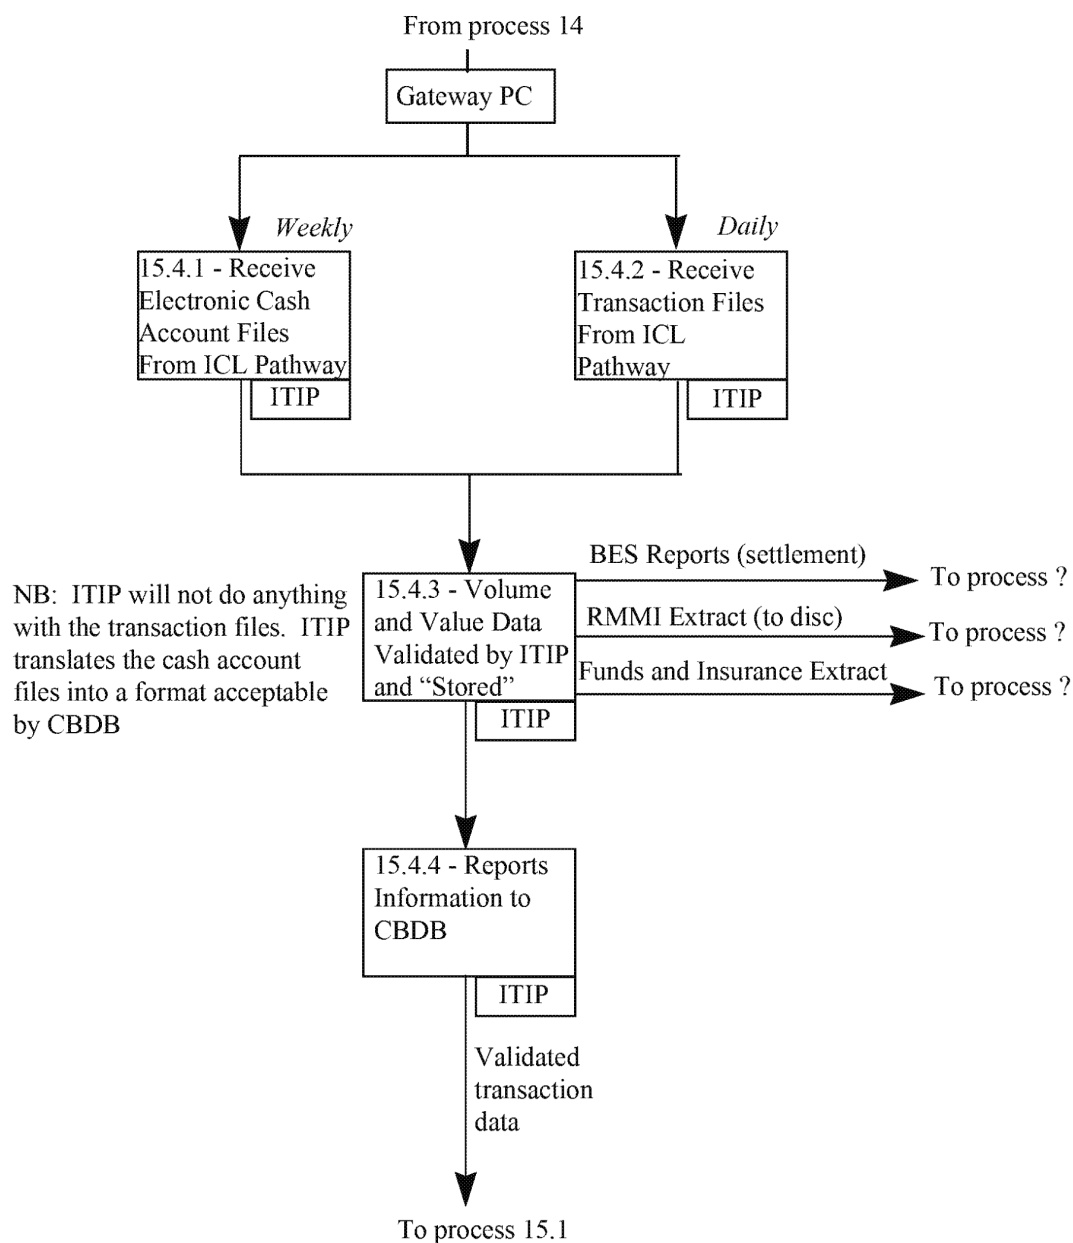 From process 14
Gateway PC
Weekly
Daily
15.4.1 - Receive
Electronic Cash
Account Files
From ICL Pathway
ITIP
15.4.2 - Receive
Transaction Files
From ICL
Pathway
ITIP
NB:  ITIP will not do anything
with the transaction files.  ITIP
translates the cash account
files into a format acceptable
by CBDB
15.4.3 - Volume
and Value Data
Validated by ITIP
and “Stored”
ITIP
BES Reports (settlement)
To process ?
RMMI Extract (to disc)
To process ?
Funds and Insurance Extract
To process ?
15.4.4 - Reports
Information to
CBDB
ITIP
Validated
transaction
data
To process 15.1